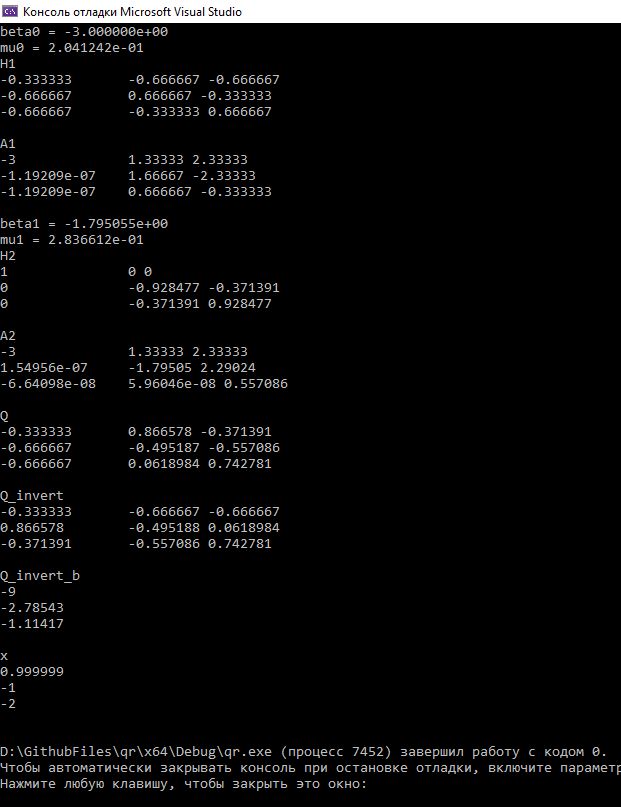 Консоль отладки Microsoft Visual Studio
beta0 = -3.000000e+00
mu0 = 2.041242e-01
H1
-0.333333 -0.666667 -0.666667
-0.666667 0.666667 -0.333333
-0.666667 -0.333333 0.666667
A1
-3 1.33333 2.33333
-1.19209e-07 1.66667 -2.33333
-1.19209e-07 0.666667 -0.333333
beta1 = -1.795055e+00
mu1 = 2.836612e-01
H2
1 0 0
0 -0.928477 -0.371391
0 -0.371391 0.928477
A2
-3 1.33333 2.33333
1.54956e-07 -1.79505 2.29024
-6.64098e-08 5.96046e-08 0.557086
Q
-0.333333 0.866578 -0.371391
-0.666667 -0.495187 -0.557086
-0.666667 0.0618984 0.742781
Q_invert
-0.333333 -0.666667 -0.666667
0.866578 -0.495188 0.0618984
-0.371391 -0.557086 0.742781
Q_invert_b
-9
-2.78543
-1.11417
x
0.999999
-1
-2
D:\GithubFiles\qr\x64\Debug\qr.exe (процесс 7452) завершил работу с кодом 0.
Чтобы автоматически закрывать консоль при остановке отладки, включите параметр
Нажмите любую клавишу, чтобы закрыть это окно: